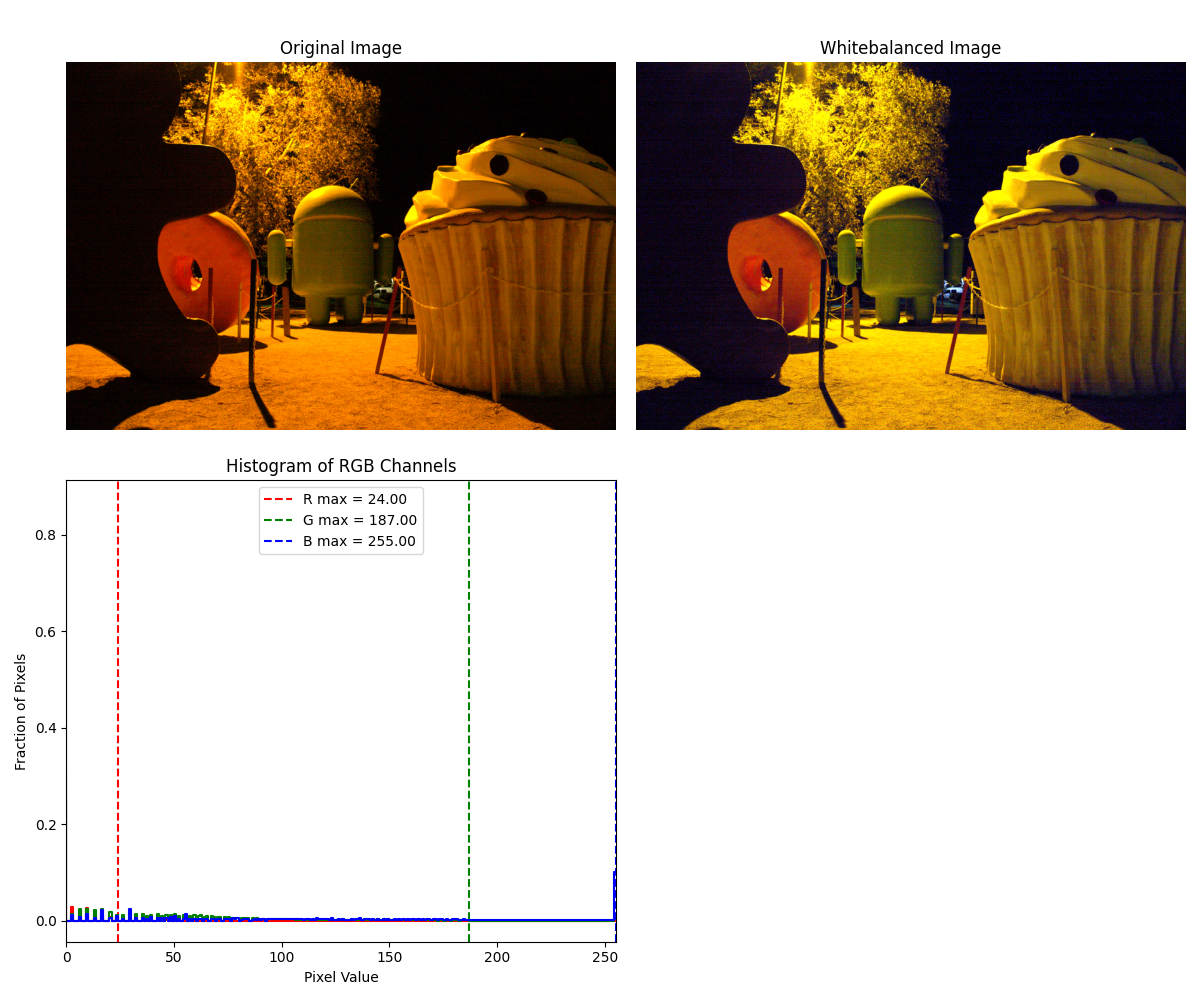 Original Image
Whitebalanced Image
Histogram of RGB Channels
R max = 24.00
G max = 187.00
B max = 255.00
Fraction of Pixels
0.8
0.6
0.4
0.2
0.0
0 50 100 150 200 250
Pixel Value